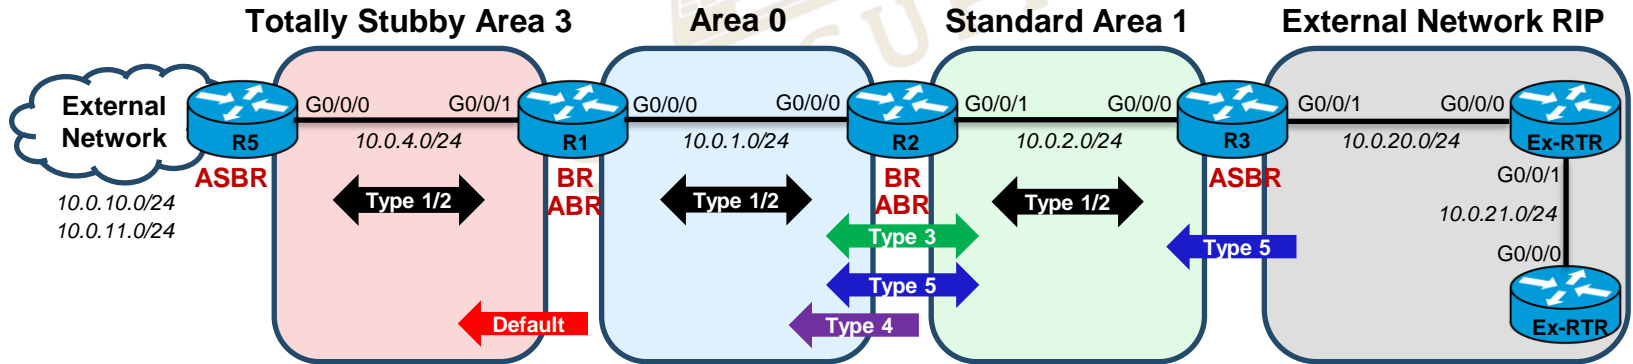 Totally Stubby Area 3
Area 0
Standard Area 1
External Network RIP
External
Network
R5
G0/0/0
G0/0/1
10.0.4.0/24
R1
G0/0/0
G0/0/0
10.0.1.0/24
R2
G0/0/1
G0/0/0
10.0.2.0/24
R3
G0/0/1
G0/0/0
10.0.20.0/24
Ex-RTR
ASBR
BR
ABR
BR
ABR
ASBR
10.0.10.0/24
10.0.11.0/24
Type 1/2
Type 1/2
Type 1/2
Type 3
Type 5
Type 5
Default
Type 4
G0/0/1
10.0.21.0/24
G0/0/0
Ex-RTR